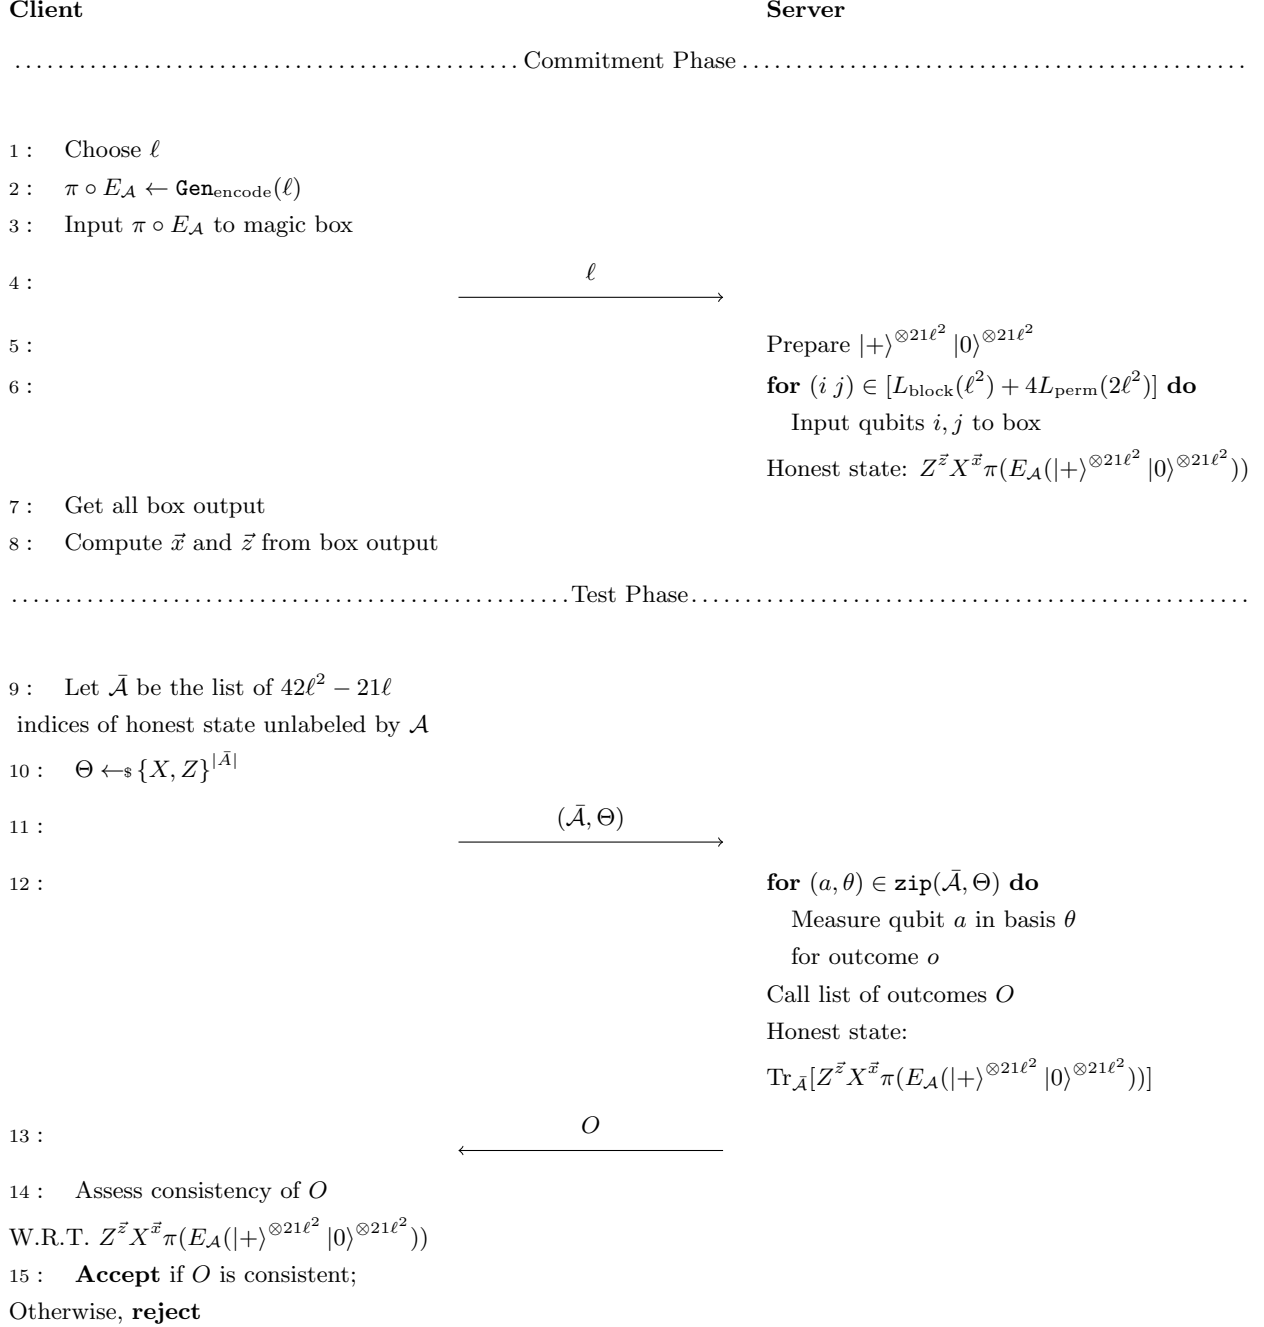 Client Server
Commitment Phase
1 : Choose ℓ
2 : π ∘ E_𝒜 ← Gen_encode(ℓ)
3 : Input π ∘ E_𝒜 to magic box
4 : ℓ
5 : Prepare |+⟩^{⊗21ℓ²} |0⟩^{⊗21ℓ²}
6 : for (i j) ∈ [L_block(ℓ²) + 4L_perm(2ℓ²)] do
Input qubits i, j to box
Honest state: Z^{z⃗} X^{x⃗} π(E_𝒜(|+⟩^{⊗21ℓ²} |0⟩^{⊗21ℓ²}))
7 : Get all box output
8 : Compute x⃗ and z⃗ from box output
Test Phase
9 : Let 𝒜̄ be the list of 42ℓ² − 21ℓ
indices of honest state unlabeled by 𝒜
10 : Θ ←$ {X, Z}^{|Ā|}
11 : (𝒜̄, Θ)
12 : for (a, θ) ∈ zip(𝒜̄, Θ) do
Measure qubit a in basis θ
for outcome o
Call list of outcomes O
Honest state:
Tr_𝒜̄[Z^{z⃗} X^{x⃗} π(E_𝒜(|+⟩^{⊗21ℓ²} |0⟩^{⊗21ℓ²}))]
13 : O
14 : Assess consistency of O
W.R.T. Z^{z⃗} X^{x⃗} π(E_𝒜(|+⟩^{⊗21ℓ²} |0⟩^{⊗21ℓ²}))
15 : Accept if O is consistent;
Otherwise, reject